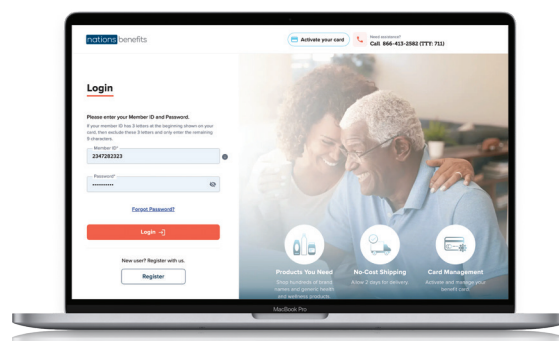 nations benefits
Activate your card
Need assistance?
Call 866-413-2582 (TTY: 711)
Login
Please enter your Member ID and Password.
If your member ID has 3 letters at the beginning shown on your
card, then exclude these 3 letters and only enter the remaining
9 characters.
Member ID*
2347282323
Password*
••••••••••
Forgot Password?
Login
New user? Register with us.
Register
Products You Need
Shop hundreds of brand
names and generic health
and wellness products.
No-Cost Shipping
Allow 2 days for delivery
Card Management
Activate and manage your
benefit card.
MacBook Pro